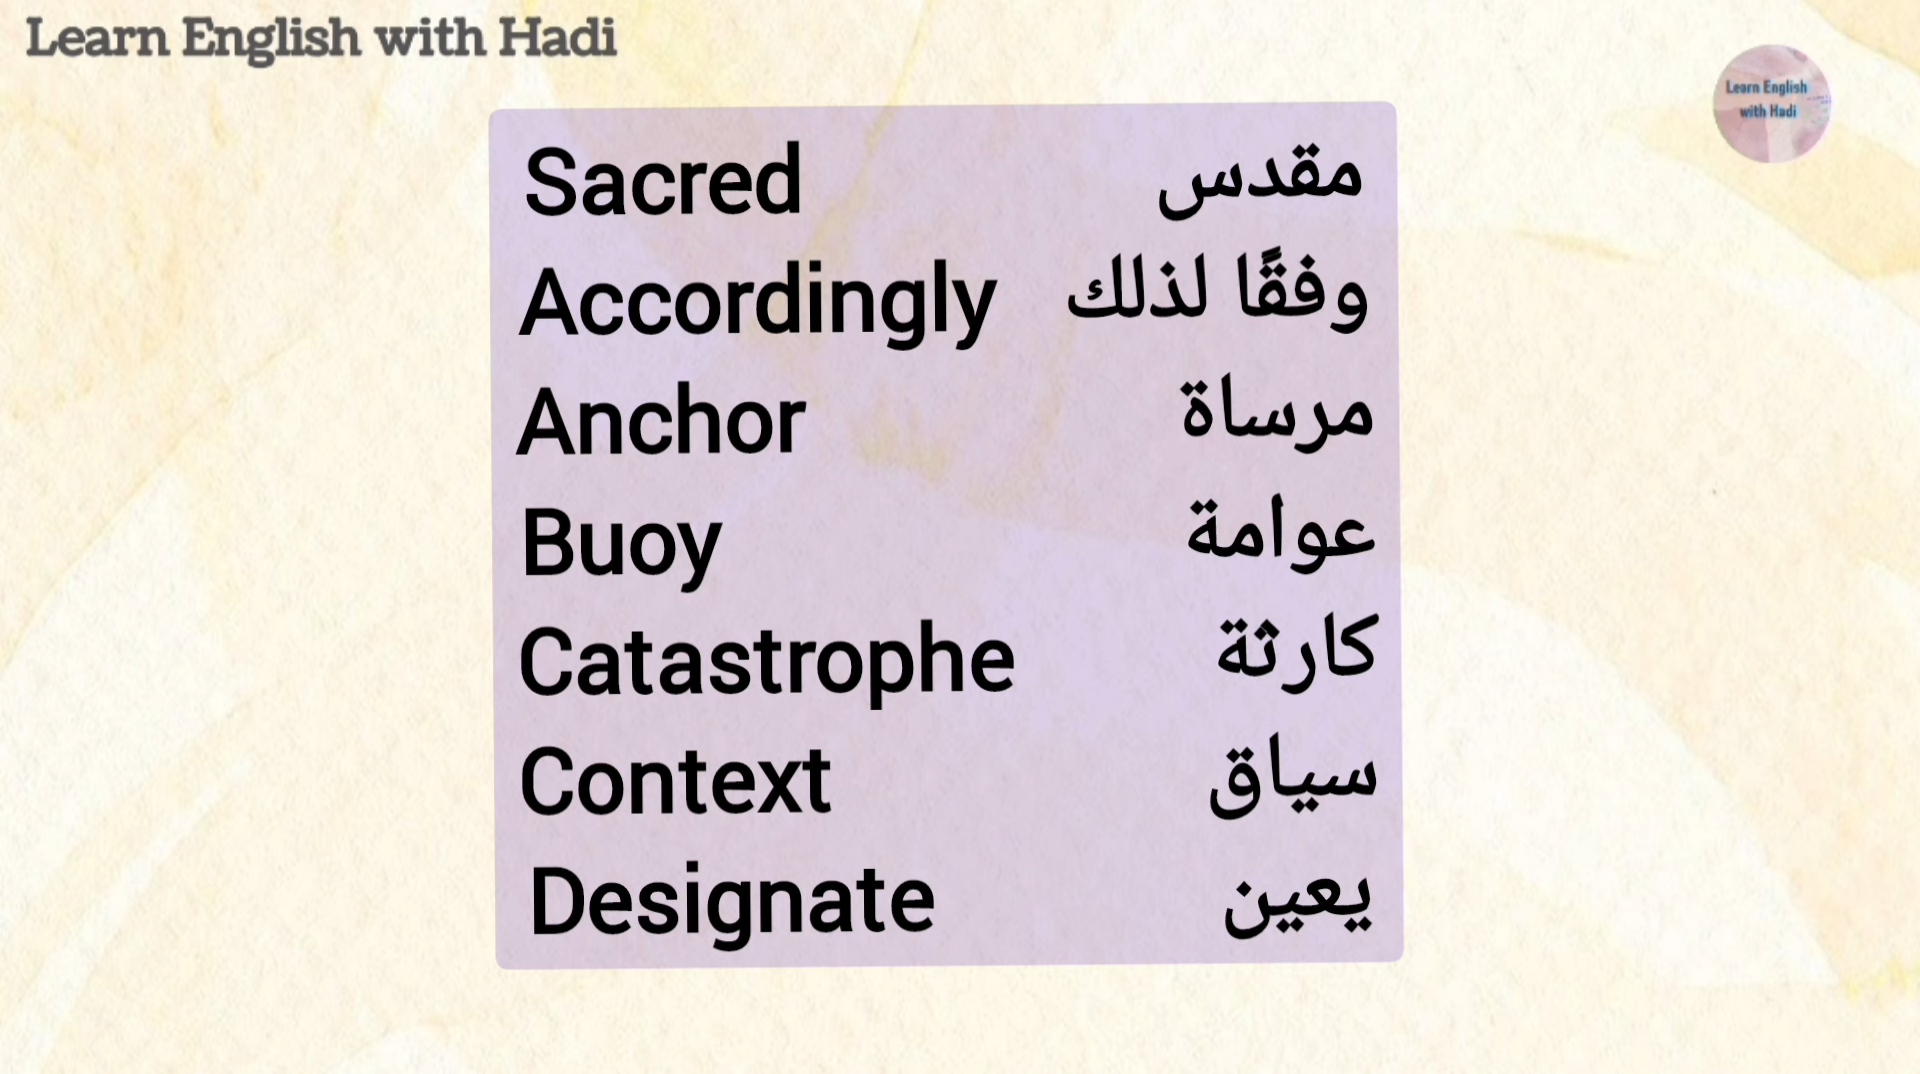 Learn English with Hadi
Learn English
with Hadi
Sacred مقدس
Accordingly وفقًا لذلك
Anchor مرساة
Buoy عوامة
Catastrophe كارثة
Context سياق
Designate يعين